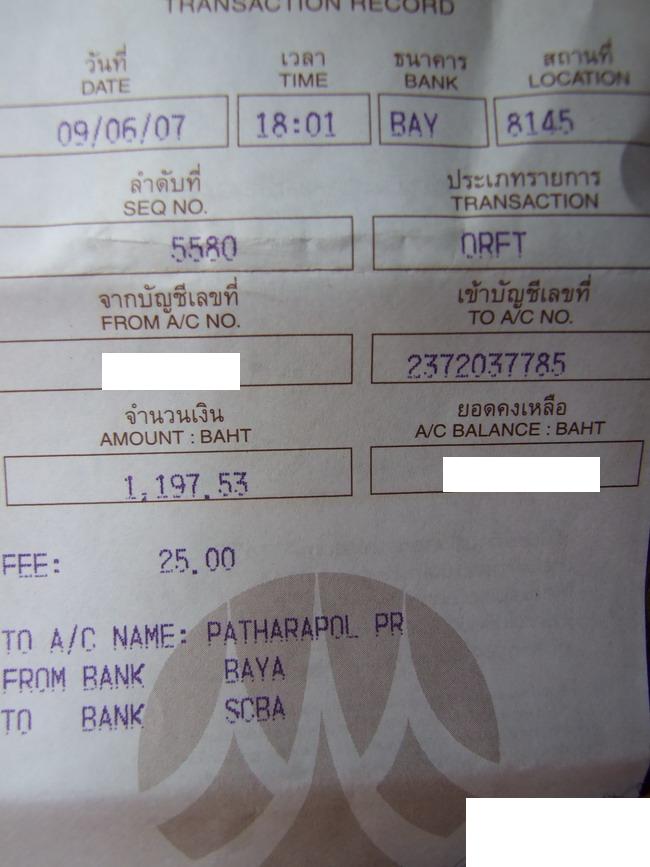 TRANSACTION RECORD
วันที่ เวลา ธนาคาร สถานที่
DATE TIME BANK LOCATION
09/06/07 18:01 BAY 8145
ลำดับที่ ประเภทรายการ
SEQ NO. TRANSACTION
5580 ORFT
จากบัญชีเลขที่ เข้าบัญชีเลขที่
FROM A/C NO. TO A/C NO.
2372037785
จำนวนเงิน ยอดคงเหลือ
AMOUNT : BAHT A/C BALANCE : BAHT
1,197.53
FEE: 25.00
TO A/C NAME: PATHARAPOL PR
FROM BANK BAYA
TO BANK SCBA